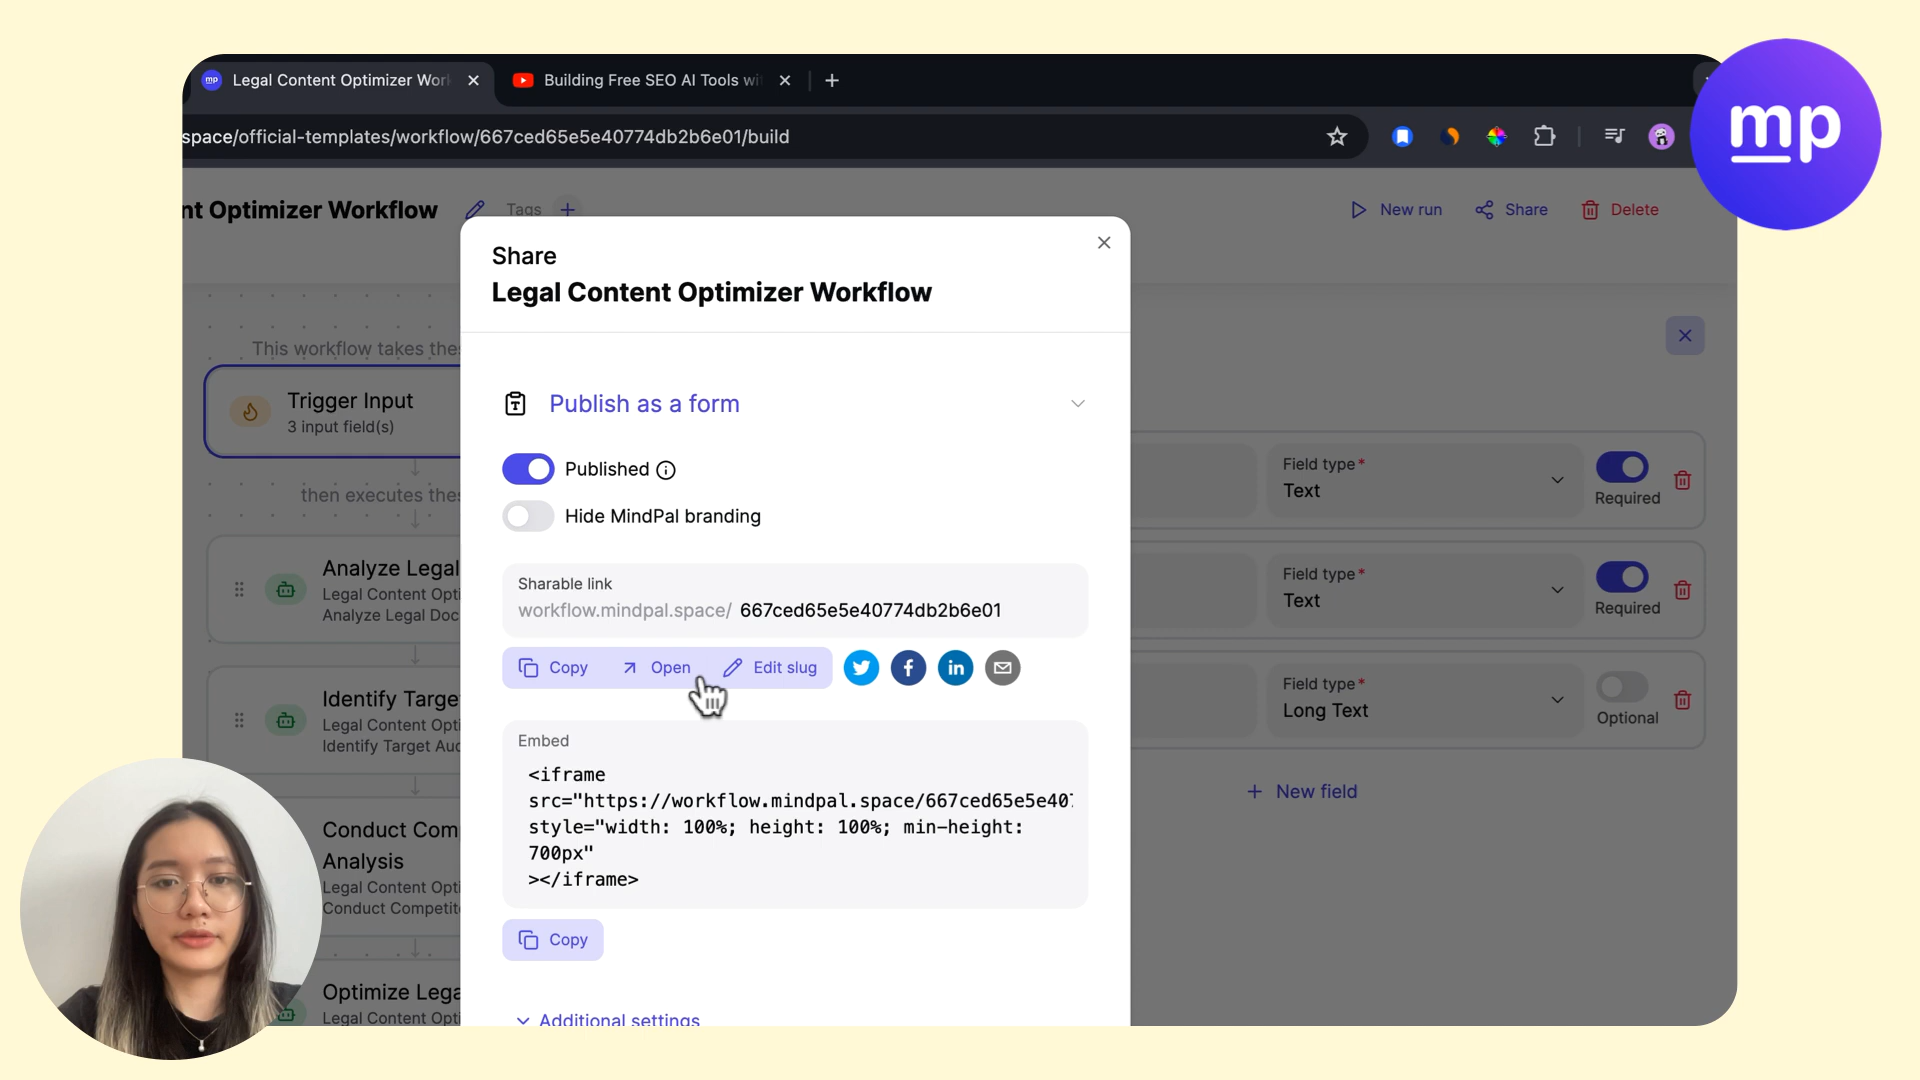 Legal Content Optimizer Wor
Building Free SEO AI Tools wi
mp
space/official-templates/workflow/667ced65e5e40774db2b6e01/build
nt Optimizer Workflow
Tags
New run
Share
Delete
Share
Legal Content Optimizer Workflow
This workflow takes thes
Trigger Input
3 input field(s)
then executes thes
Analyze Legal
Legal Content Opti
Analyze Legal Doc
Identify Targe
Legal Content Opti
Identify Target Aud
Conduct Com
Analysis
Legal Content Opti
Conduct Competit
Optimize Lega
Legal Content Opti
Publish as a form
Published
Hide MindPal branding
Sharable link
workflow.mindpal.space/ 667ced65e5e40774db2b6e01
Copy
Open
Edit slug
Embed
<iframe
src="https://workflow.mindpal.space/667ced65e5e407
style="width: 100%; height: 100%; min-height:
700px"
></iframe>
Copy
Additional settings
Field type*
Text
Required
Field type*
Text
Required
Field type*
Long Text
Optional
New field